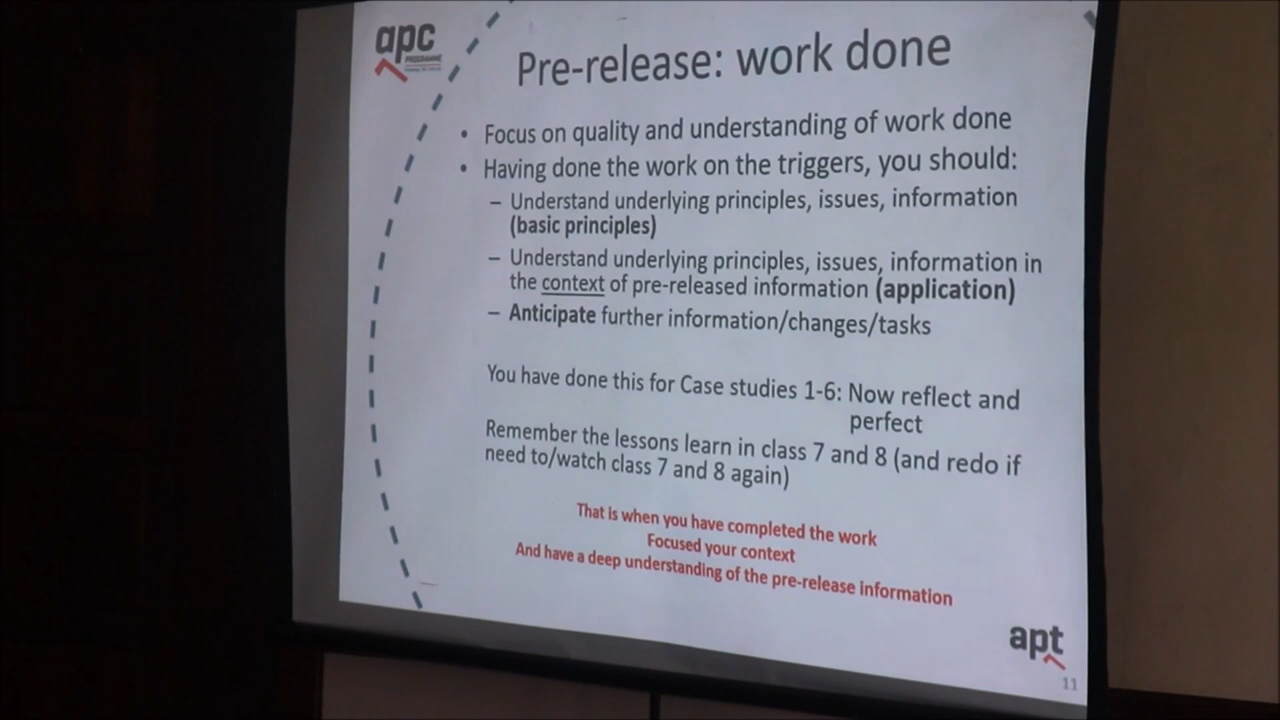 apc
PROGRAMME
Pre-release: work done
• Focus on quality and understanding of work done
• Having done the work on the triggers, you should:
– Understand underlying principles, issues, information
(basic principles)
– Understand underlying principles, issues, information in
the context of pre-released information (application)
– Anticipate further information/changes/tasks
You have done this for Case studies 1-6: Now reflect and
perfect
Remember the lessons learn in class 7 and 8 (and redo if
need to/watch class 7 and 8 again)
That is when you have completed the work
Focused your context
And have a deep understanding of the pre-release information
apt
11